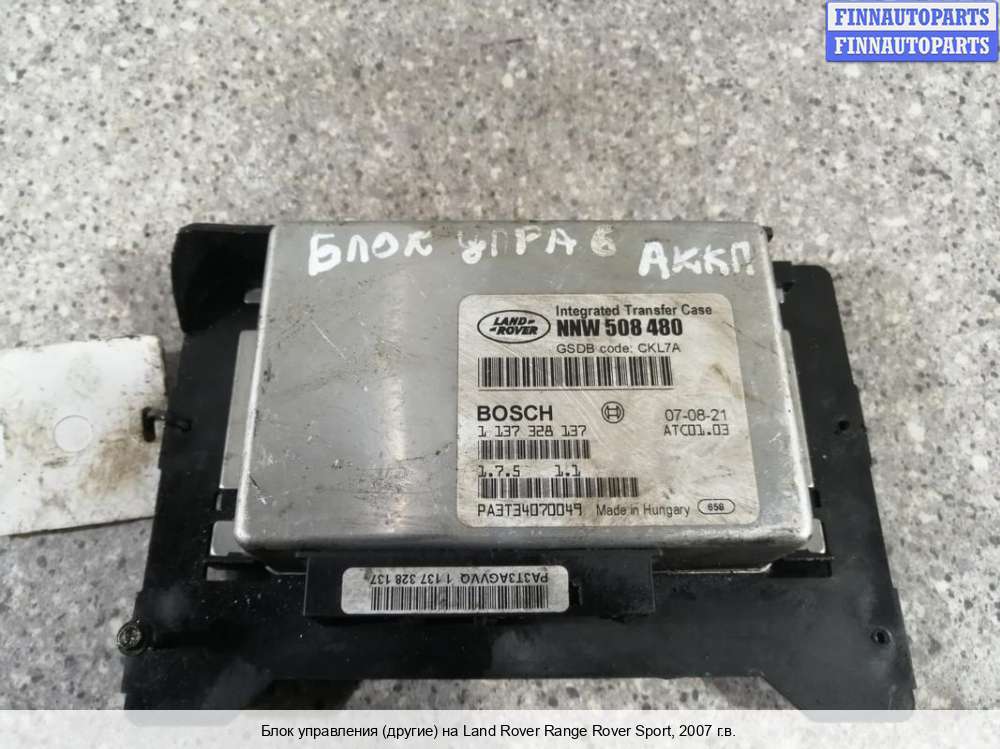 FINNAUTOPARTS
FINNAUTOPARTS
БЛОК УПРАВ АККП
LAND-
-ROVER
Integrated Transfer Case
NNW 508 480
GSDB code: CKL7A
BOSCH
07-08-21
1 137 328 137
ATC01.03
1.7.5 1.1
PA3T34070049 Made in Hungary 656
PA3T3AGVVQ 1 137 328 137
Блок управления (другие) на Land Rover Range Rover Sport, 2007 г.в.